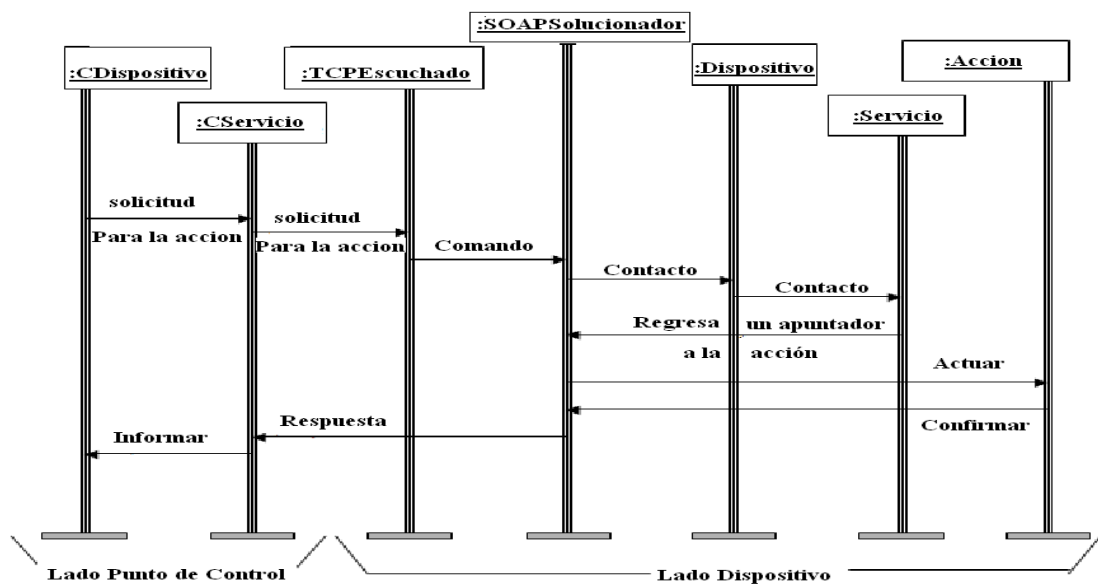 :SOAPSolucionador
:CDispositivo
:TCPEscuchado
:Dispositivo
:Accion
:CServicio
:Servicio
solicitud
Para la accion
solicitud
Para la accion
Comando
Contacto
Contacto
Regresa un apuntador
a la acción
Actuar
Confirmar
Respuesta
Informar
Lado Punto de Control
Lado Dispositivo